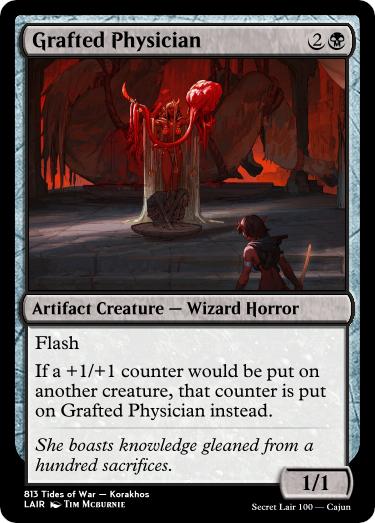 Grafted Physician 2
Artifact Creature — Wizard Horror
Flash
If a +1/+1 counter would be put on
another creature, that counter is put
on Grafted Physician instead.
She boasts knowledge gleaned from a
hundred sacrifices.
1/1
813 Tides of War — Korakhos
LAIR Tim McBurnie
Secret Lair 100 — Cajun